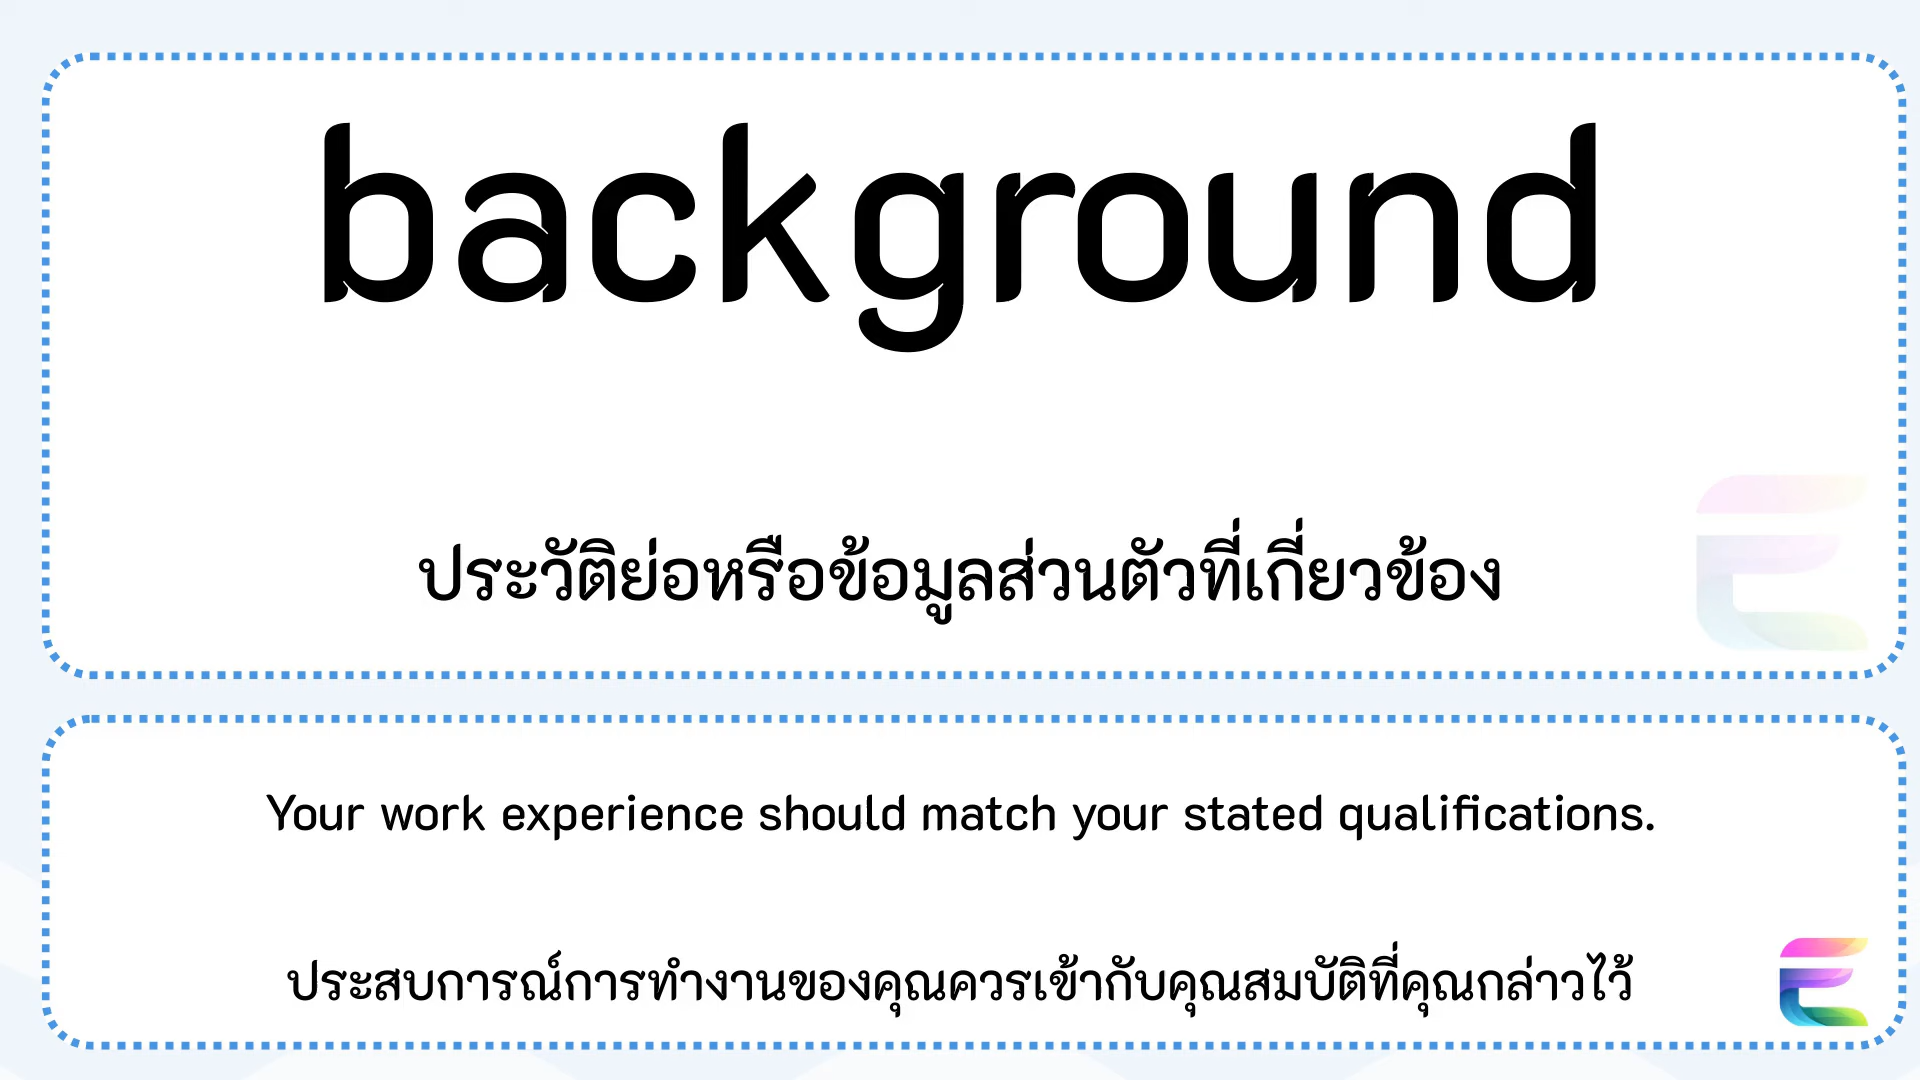 background
ประวัติย่อหรือข้อมูลส่วนตัวที่เกี่ยวข้อง
Your work experience should match your stated qualifications.
ประสบการณ์การทำงานของคุณควรเข้ากับคุณสมบัติที่คุณกล่าวไว้